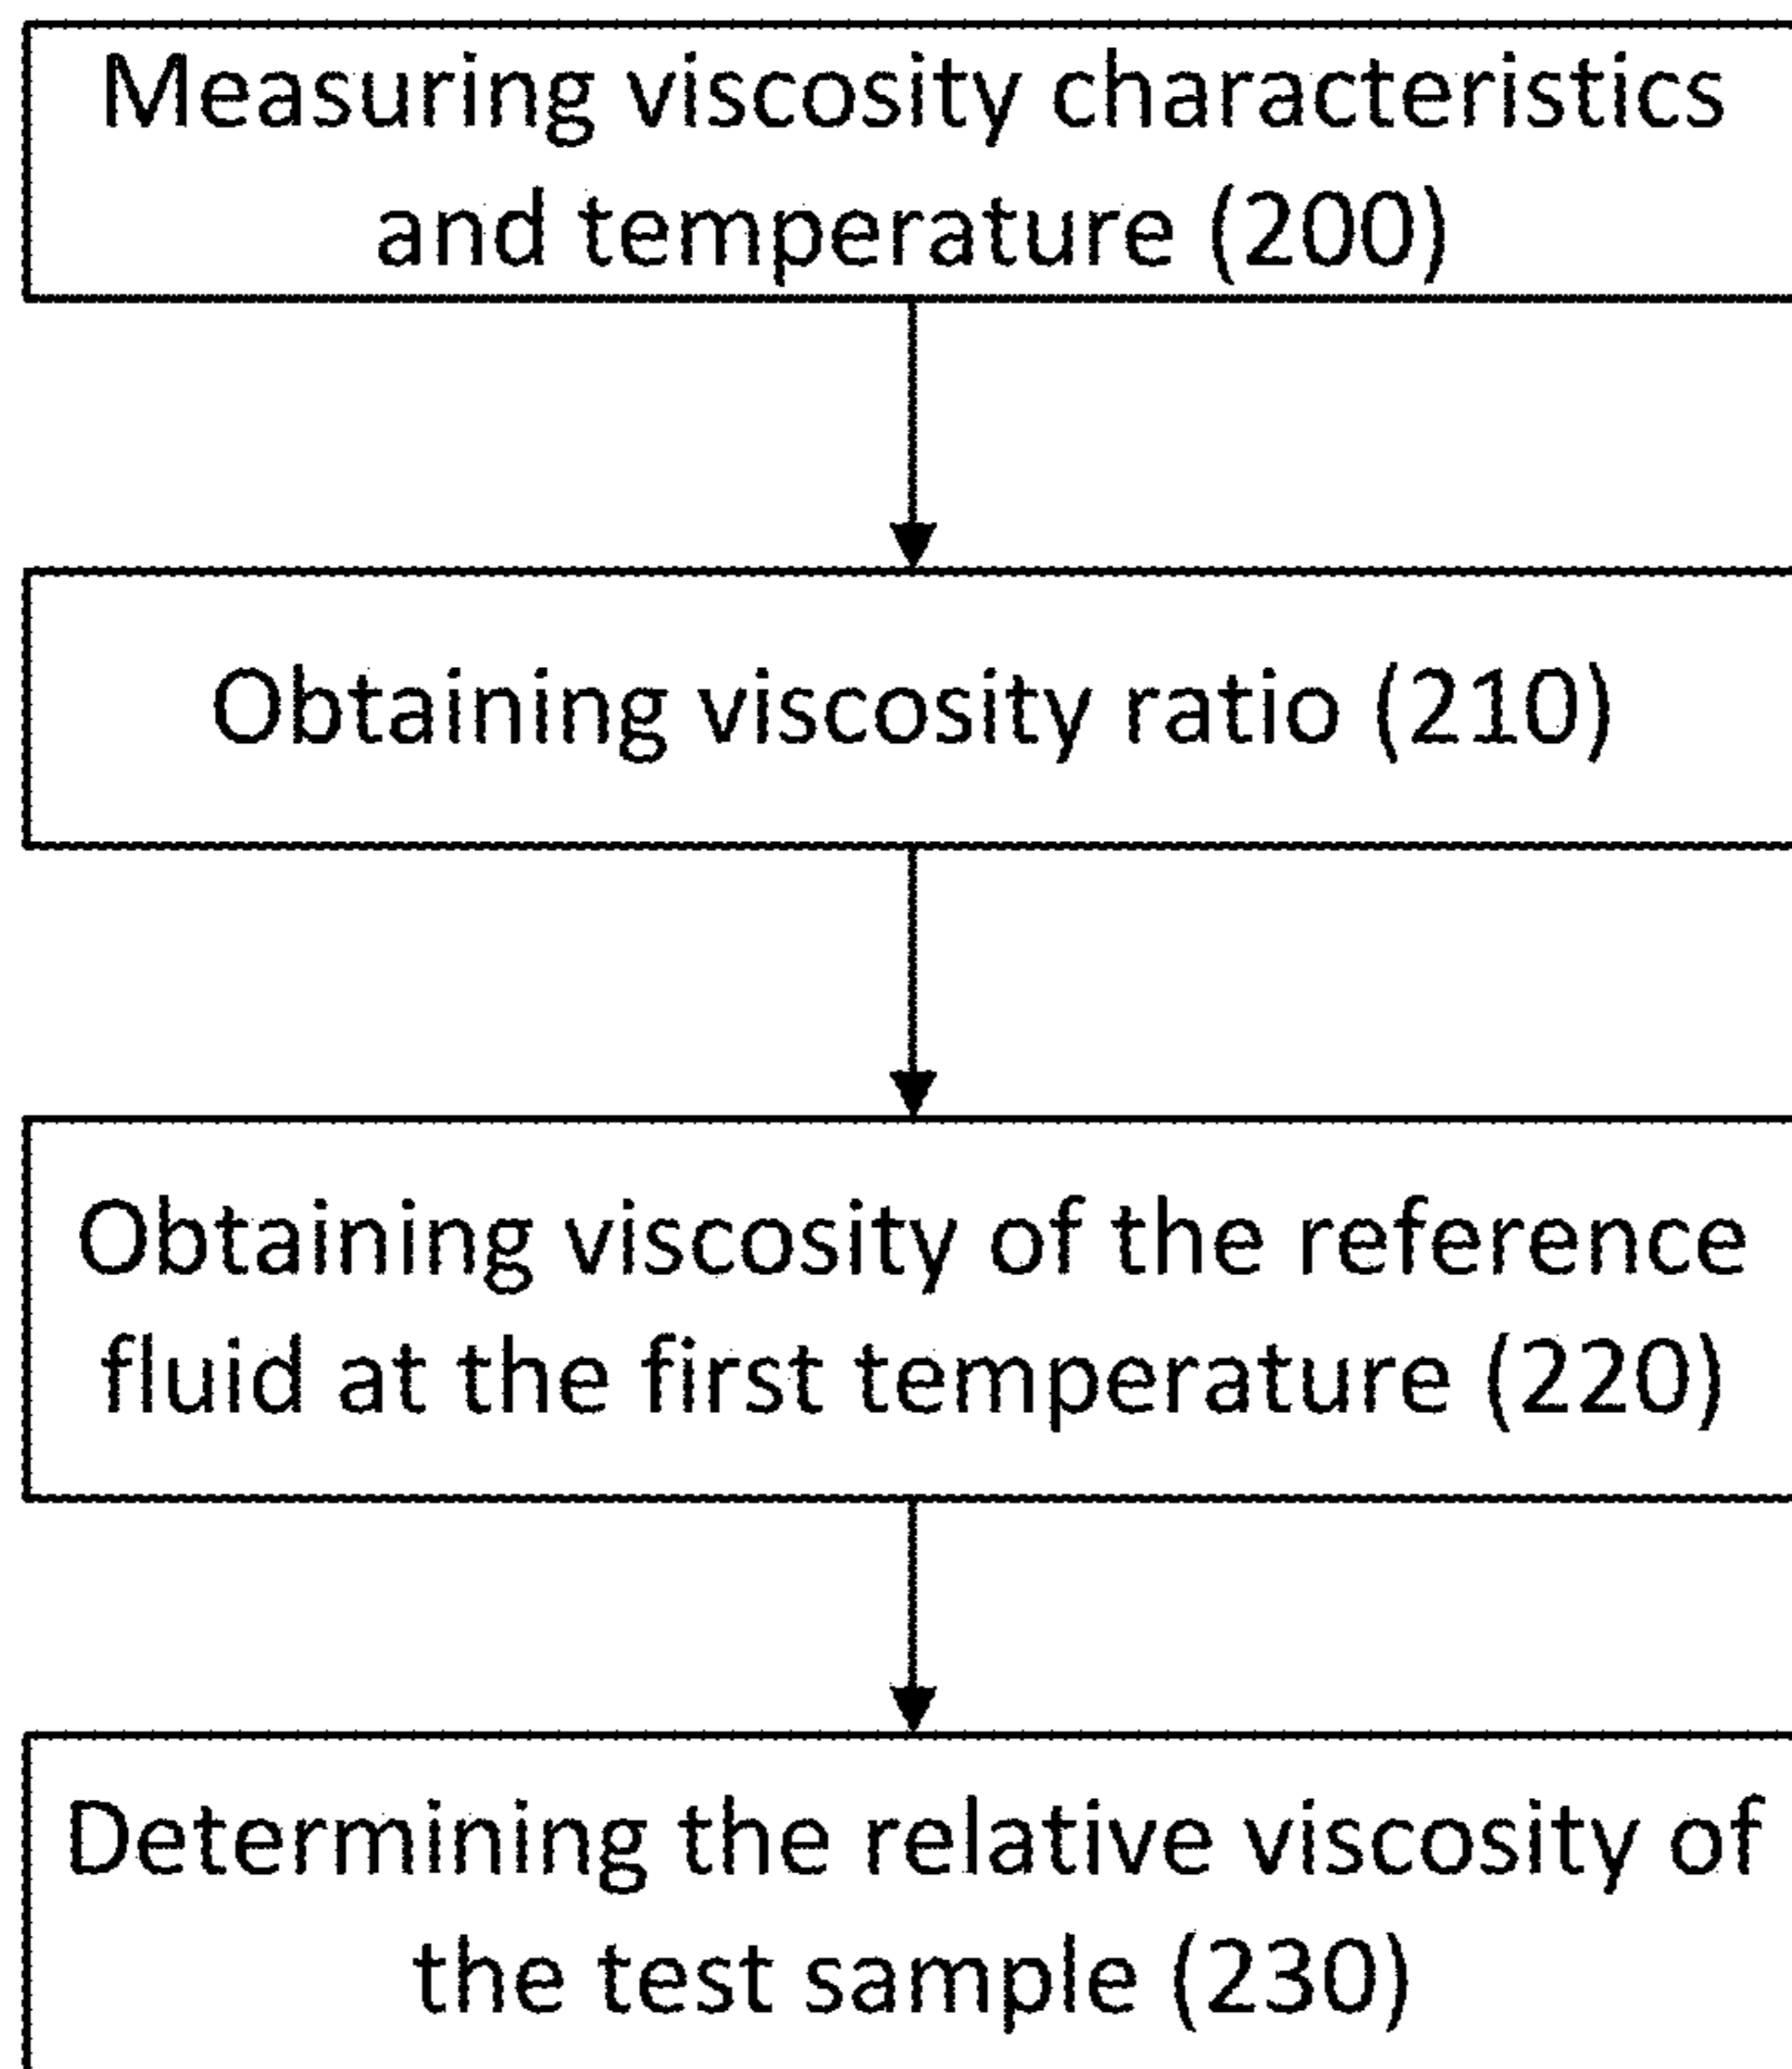 Measuring viscosity characteristics
and temperature (200)
Obtaining viscosity ratio (210)
Obtaining viscosity of the reference
fluid at the first temperature (220)
Determining the relative viscosity of
the test sample (230)